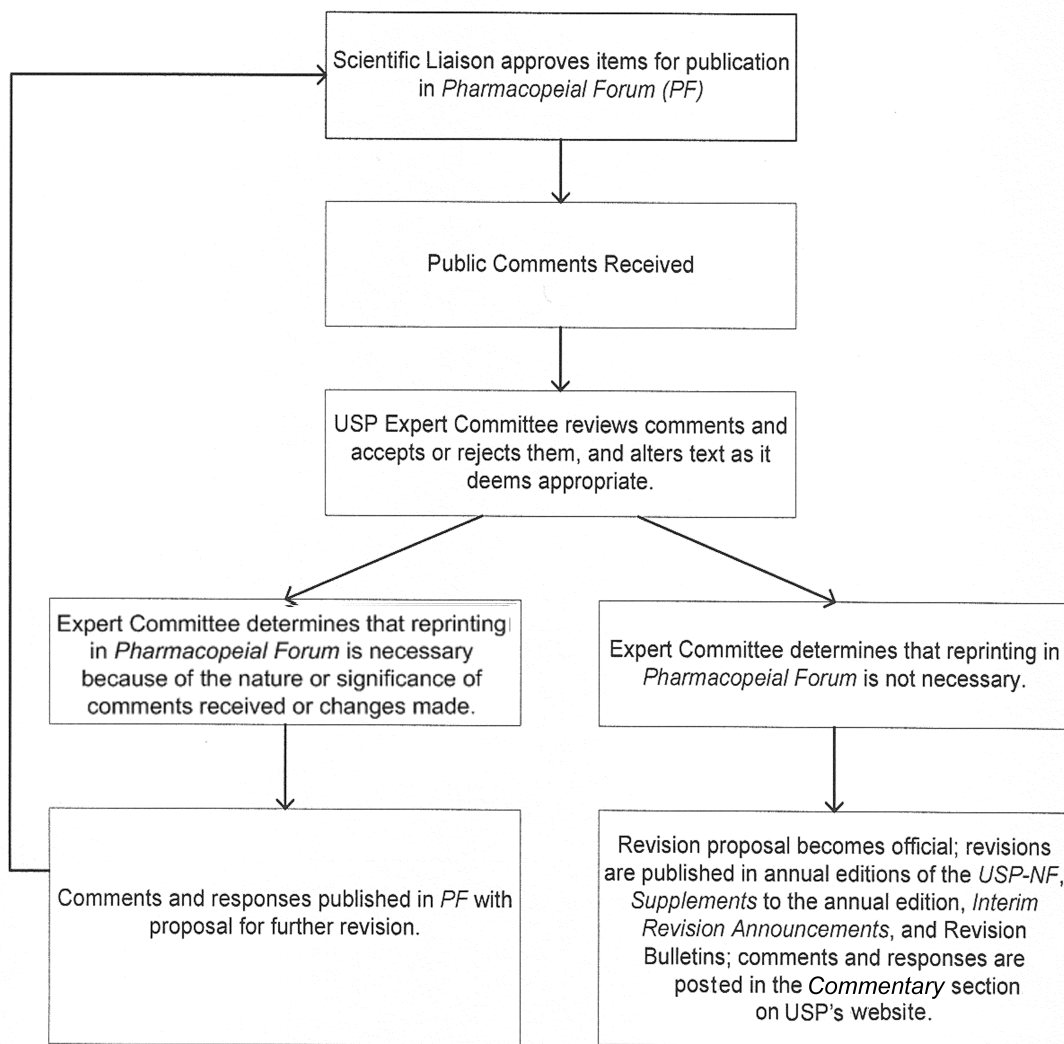 Scientific Liaison approves items for publication
in Pharmacopeial Forum (PF)
Public Comments Received
USP Expert Committee reviews comments and
accepts or rejects them, and alters text as it
deems appropriate.
Expert Committee determines that reprinting
in Pharmacopeial Forum is necessary
because of the nature or significance of
comments received or changes made.
Expert Committee determines that reprinting in
Pharmacopeial Forum is not necessary.
Comments and responses published in PF with
proposal for further revision.
Revision proposal becomes official; revisions
are published in annual editions of the USP-NF,
Supplements to the annual edition, Interim
Revision Announcements, and Revision
Bulletins; comments and responses are
posted in the Commentary section
on USP's website.